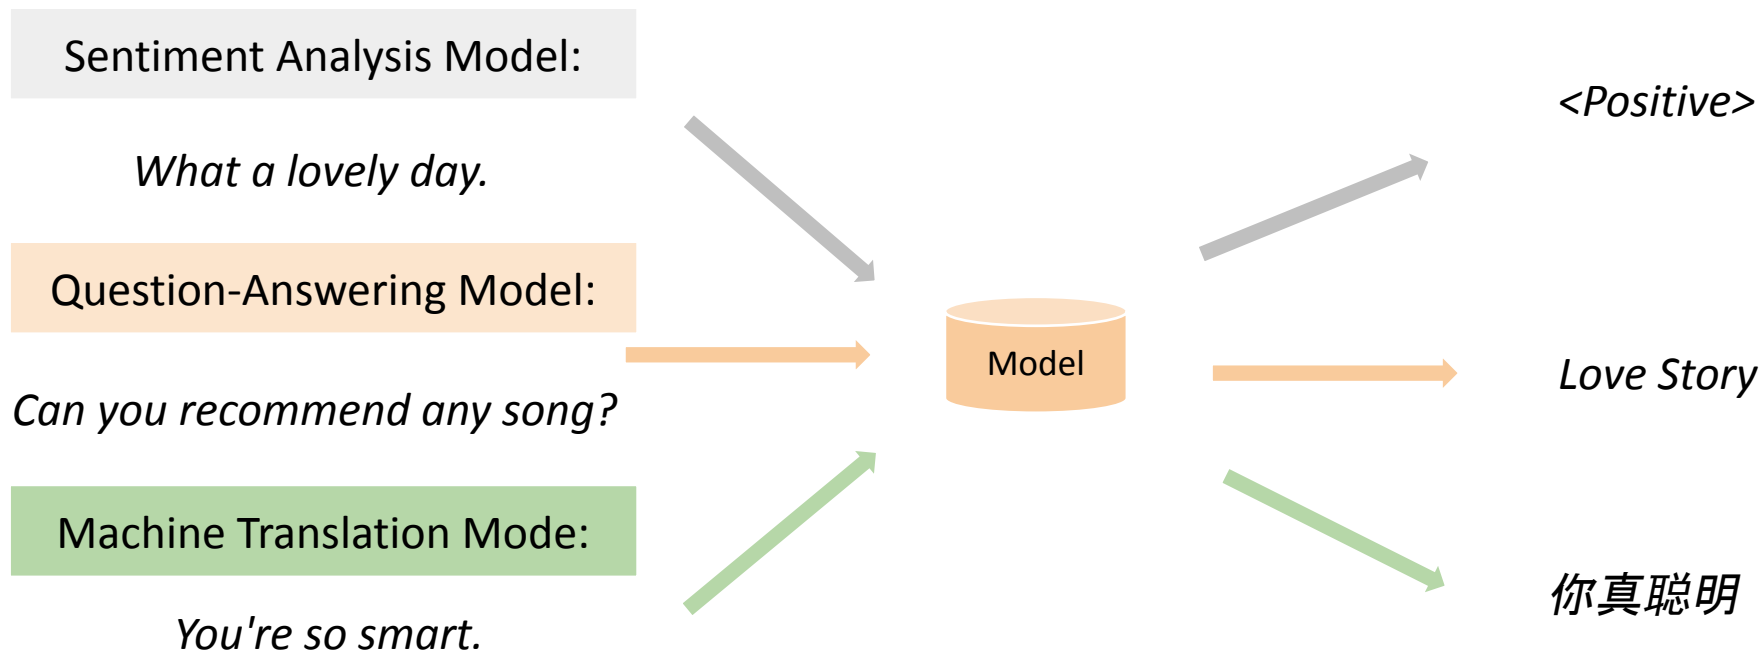 Sentiment Analysis Model:
What a lovely day.
Question-Answering Model:
Can you recommend any song?
Machine Translation Mode:
You're so smart.
Model
<Positive>
Love Story
你真聪明